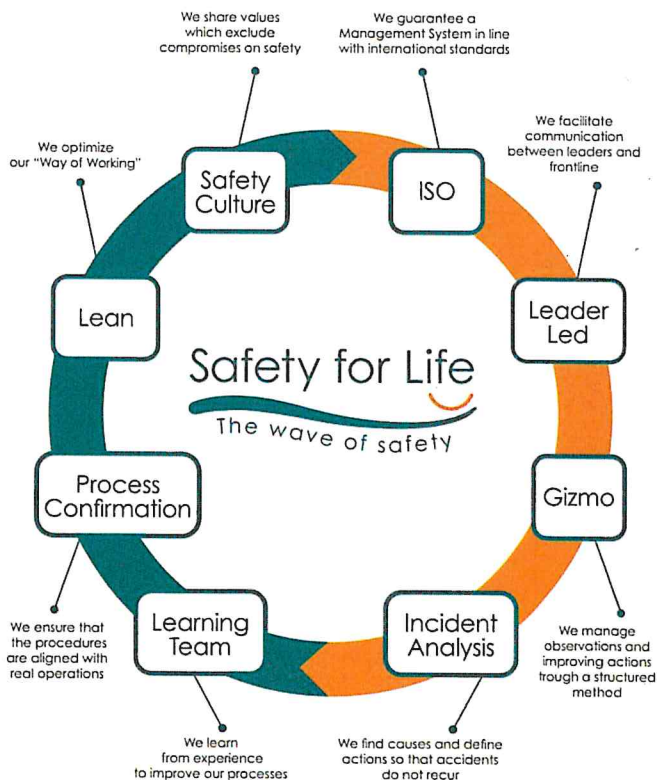 We share values
which exclude
compromises on safety
We guarantee a
Management System in line
with international standards
We optimize
our "Way of Working"
We facilitate
communication
between leaders and
frontline
Safety
Culture
ISO
Lean
Leader
Led
Safety for Life
The wave of safety
Process
Confirmation
Gizmo
Learning
Team
Incident
Analysis
We ensure that
the procedures
are aligned with
real operations
We manage
observations and
improving actions
trough a structured
method
We learn
from experience
to improve our processes
We find causes and define
actions so that accidents
do not recur